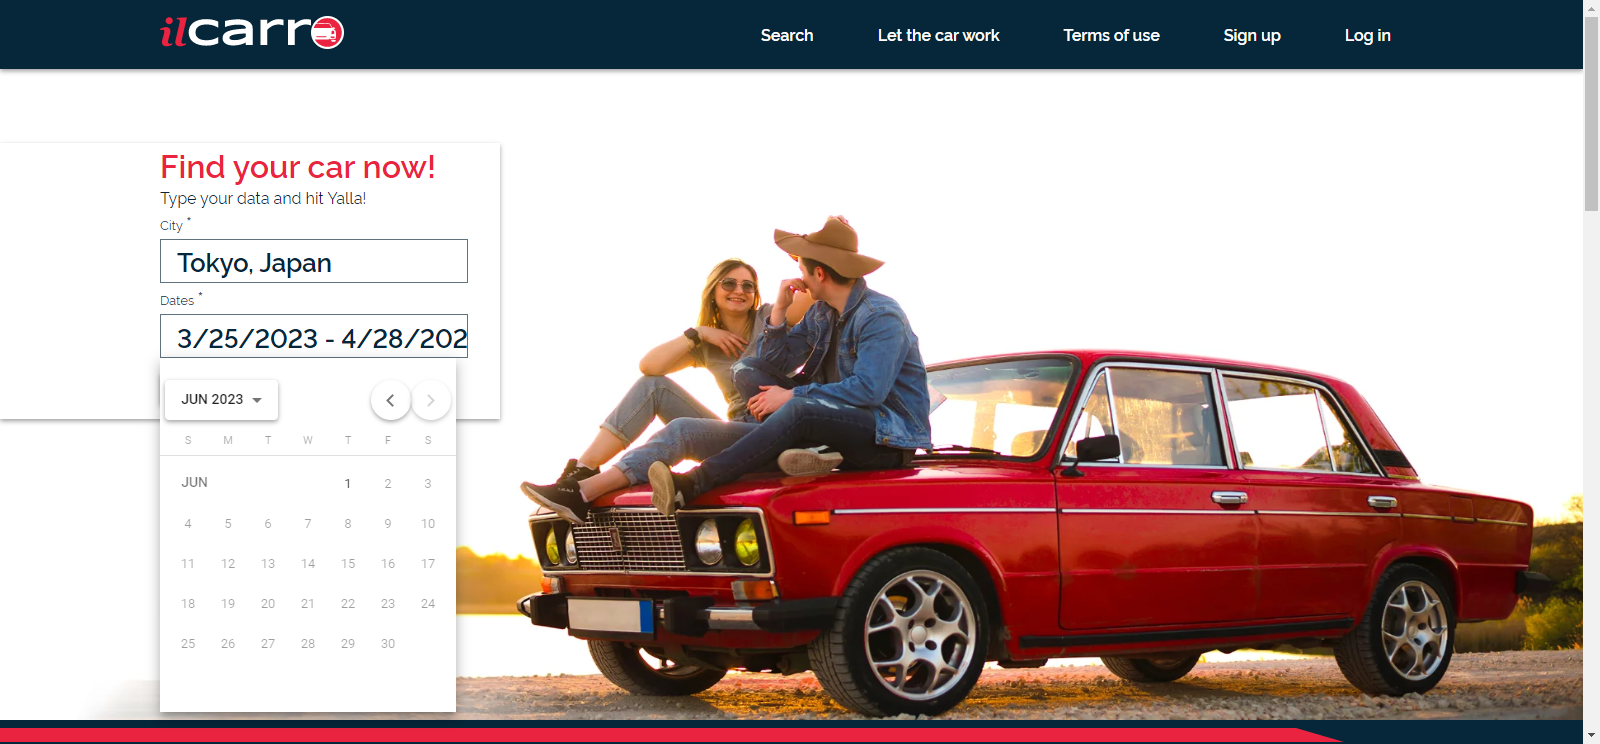 ilcarro
Search Let the car work Terms of use Sign up Log in
Find your car now!
Type your data and hit Yalla!
City *
Tokyo, Japan
Dates *
3/25/2023 - 4/28/202
JUN 2023
S M T W T F S
JUN 1 2 3
4 5 6 7 8 9 10
11 12 13 14 15 16 17
18 19 20 21 22 23 24
25 26 27 28 29 30